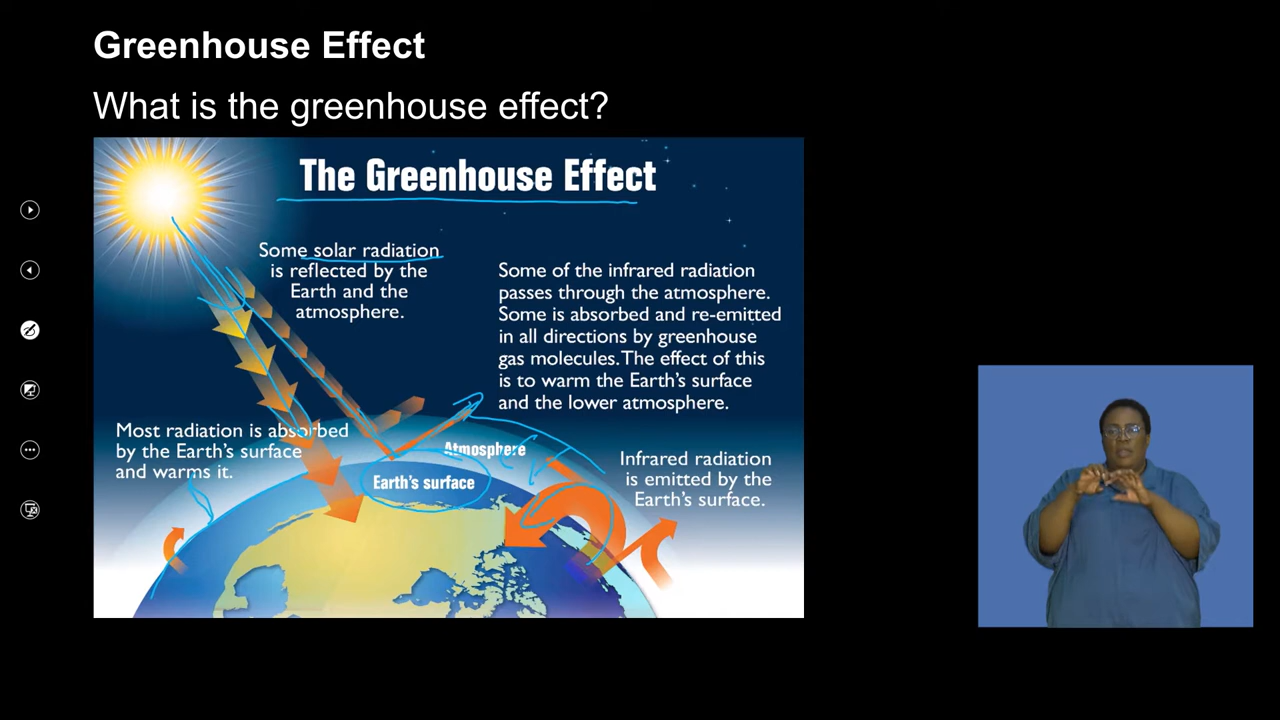 Greenhouse Effect
What is the greenhouse effect?
The Greenhouse Effect
Some solar radiation
is reflected by the
Earth and the
atmosphere.
Some of the infrared radiation
passes through the atmosphere.
Some is absorbed and re-emitted
in all directions by greenhouse
gas molecules. The effect of this
is to warm the Earth's surface
and the lower atmosphere.
Most radiation is absorbed
by the Earth's surface
and warms it.
Atmosphere
Earth's surface
Infrared radiation
is emitted by the
Earth's surface.